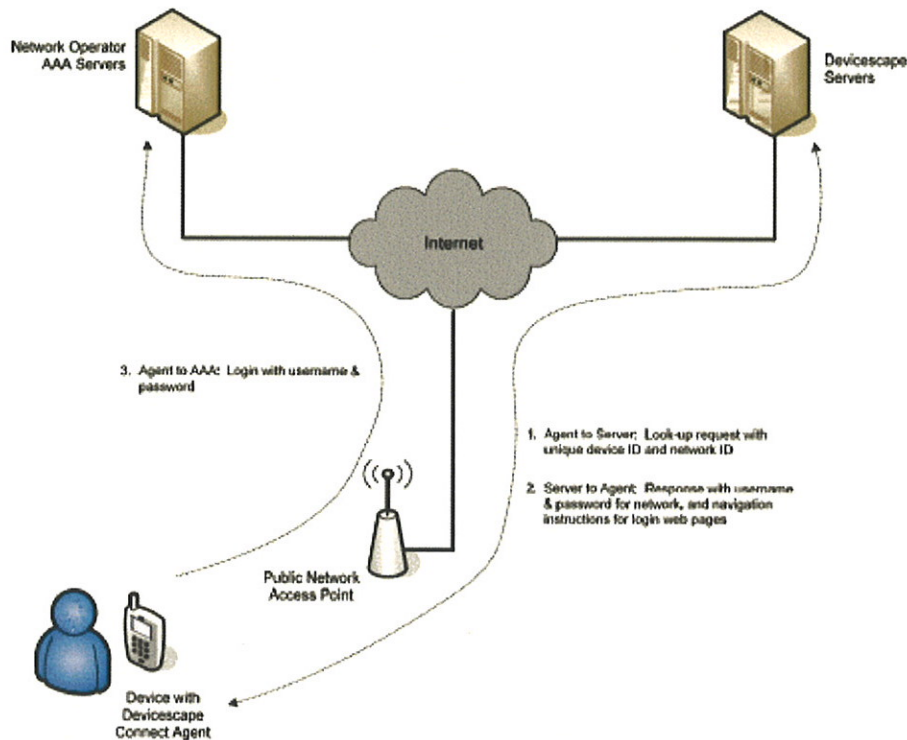 Network Operator
AAA Servers
Devicescape
Servers
Internet
3. Agent to AAA: Login with username &
password
1. Agent to Server: Look-up request with
unique device ID and network ID
2. Server to Agent: Response with username
& password for network, and navigation
instructions for login web pages
Public Network
Access Point
Device with
Devicescape
Connect Agent